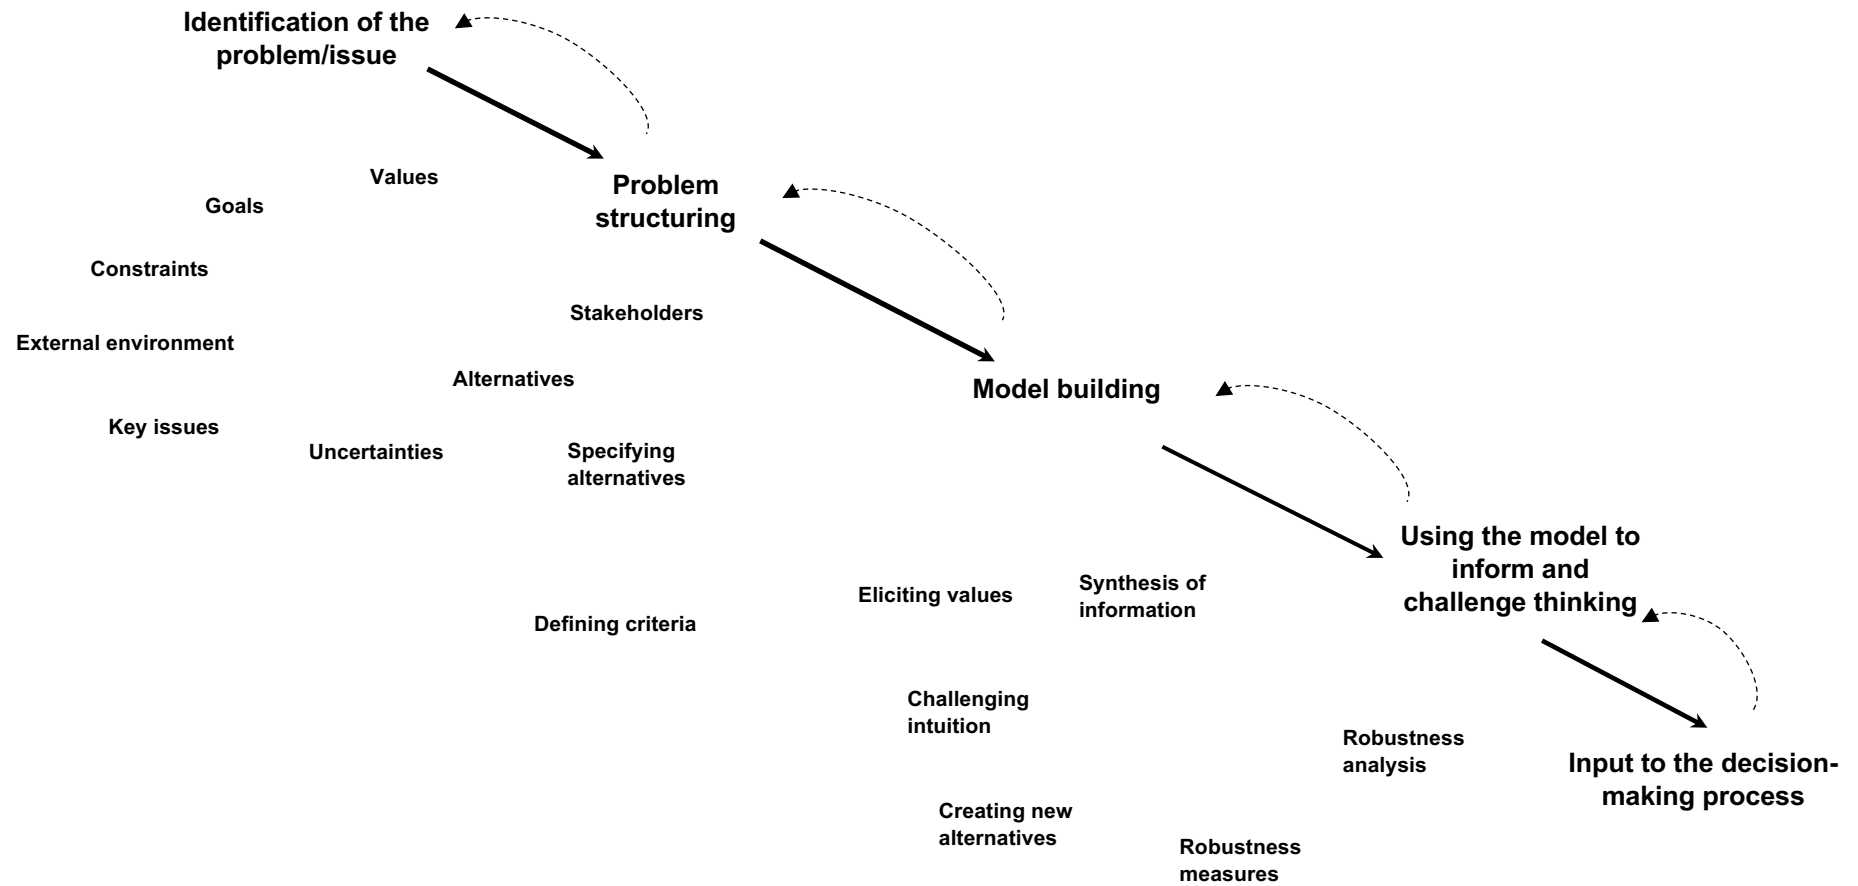 Identification of the
problem/issue
Values
Goals
Problem
structuring
Constraints
Stakeholders
External environment
Alternatives
Model building
Key issues
Uncertainties
Specifying
alternatives
Using the model to
inform and
challenge thinking
Eliciting values
Synthesis of
information
Defining criteria
Challenging
intuition
Robustness
analysis
Input to the decision-
making process
Creating new
alternatives
Robustness
measures